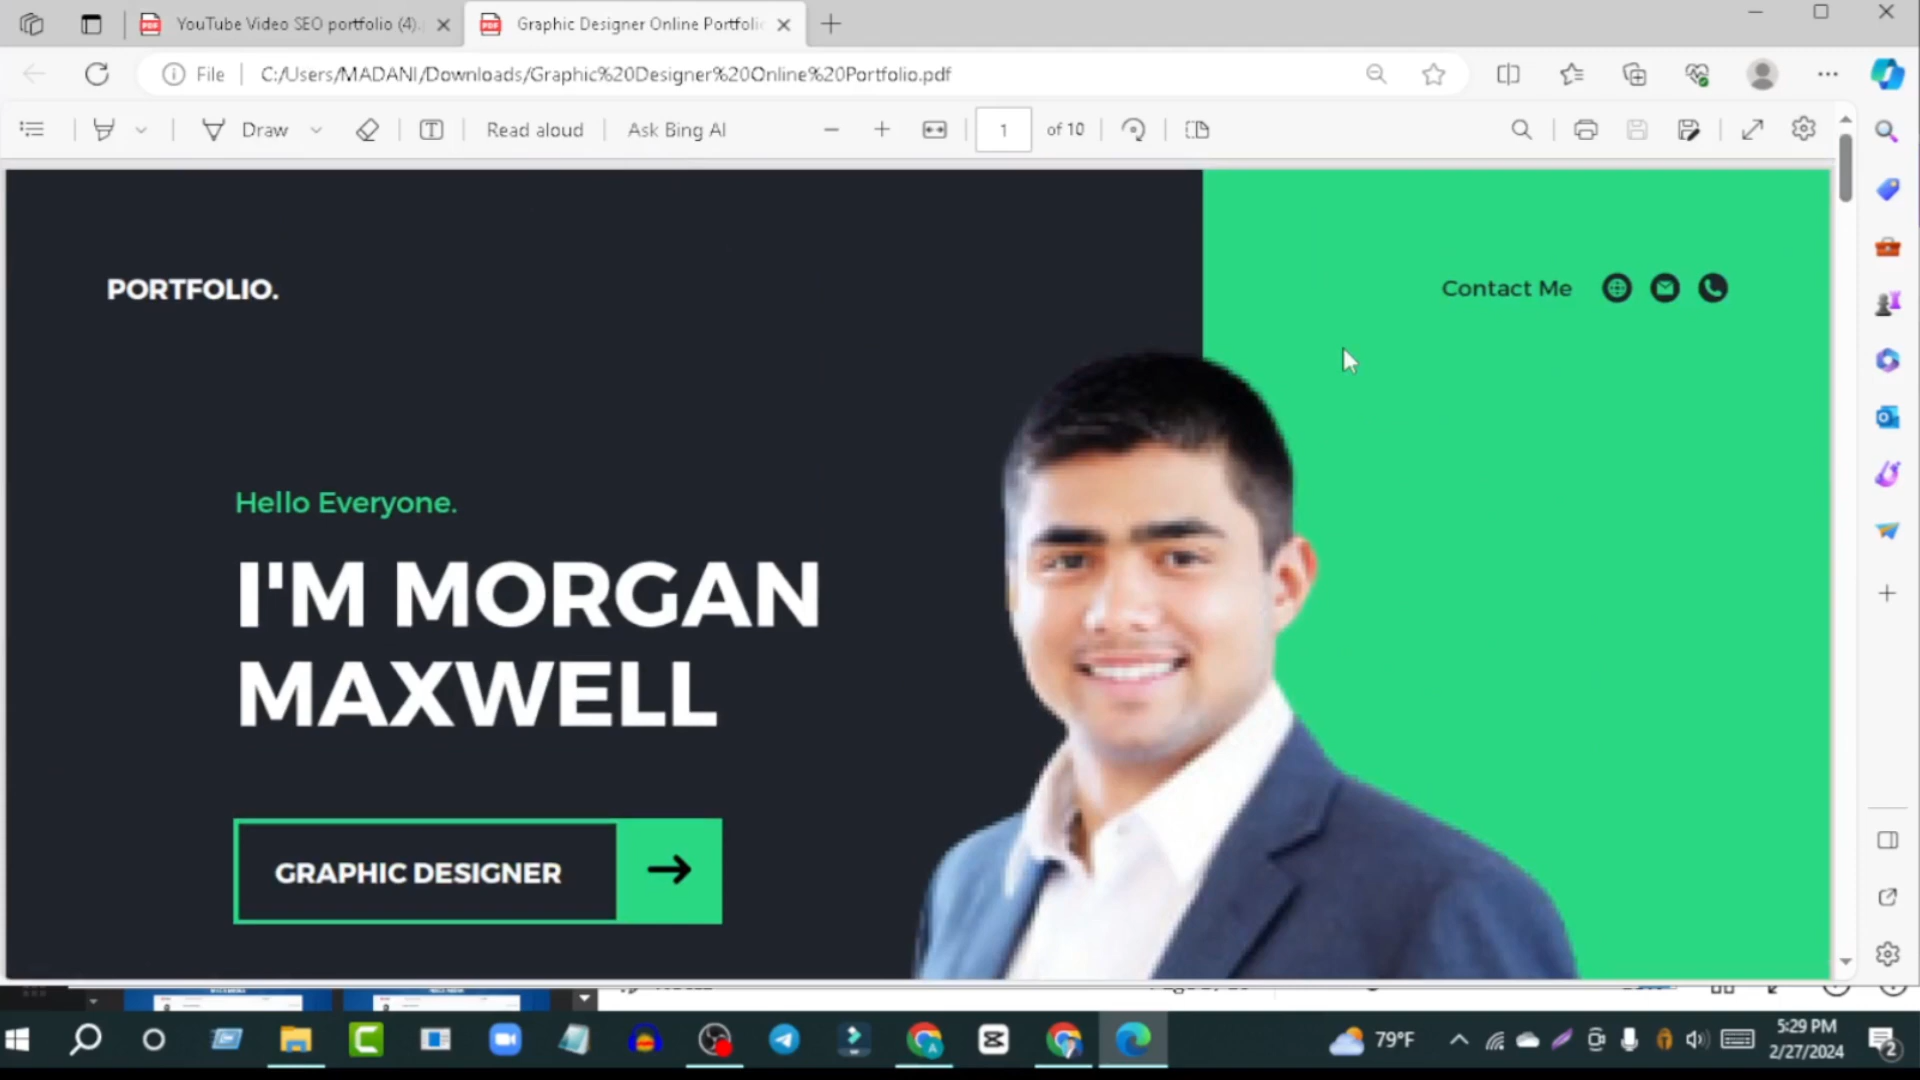 YouTube Video SEO portfolio (4).
Graphic Designer Online Portfolio
File
C:/Users/MADANI/Downloads/Graphic%20Designer%20Online%20Portfolio.pdf
Draw
Read aloud
Ask Bing AI
1
of 10
PORTFOLIO.
Contact Me
Hello Everyone.
I'M MORGAN
MAXWELL
GRAPHIC DESIGNER
79°F
5:29 PM
2/27/2024
2